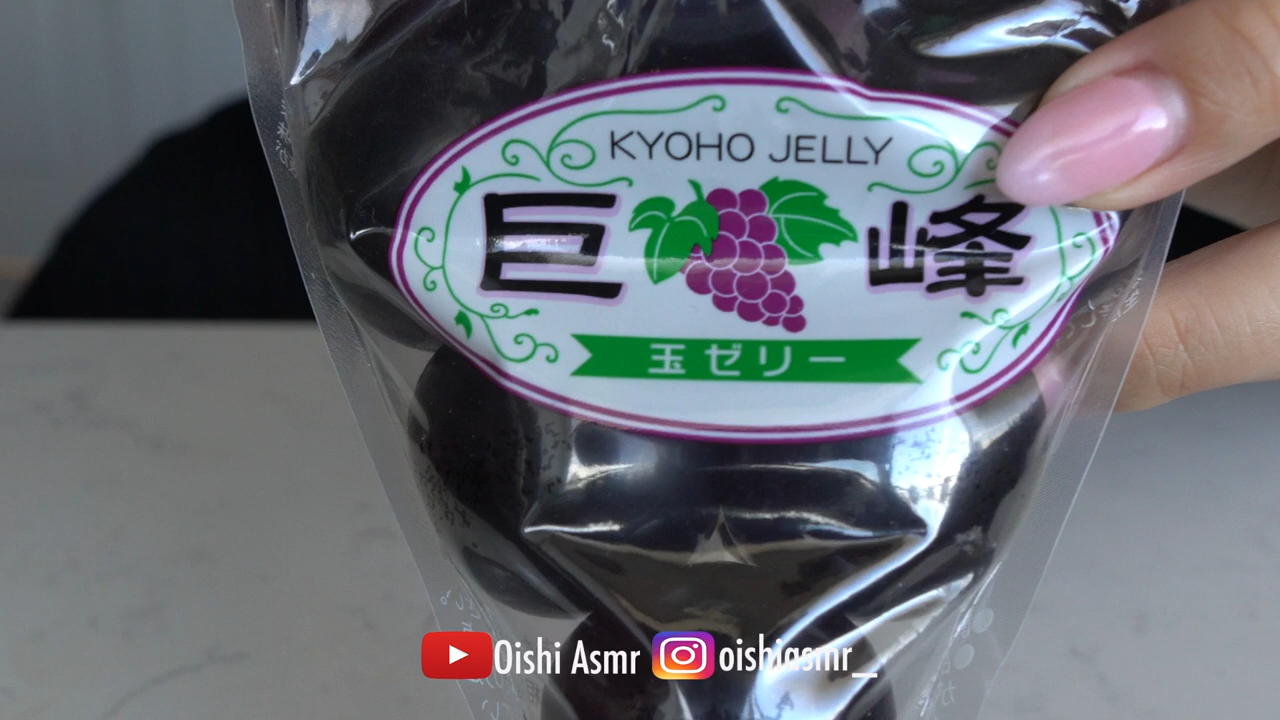 KYOHO JELLY
巨峰
玉ゼリー
Oishi Asmr oishiasmr_